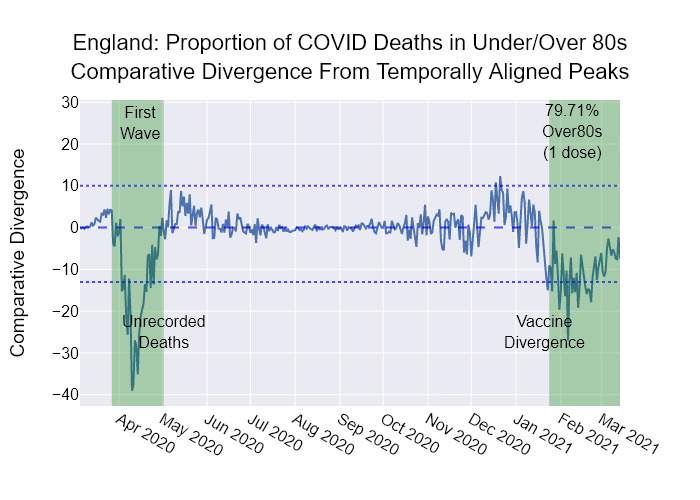 England: Proportion of COVID Deaths in Under/Over 80s
Comparative Divergence From Temporally Aligned Peaks
Comparative Divergence
30
20
10
0
−10
−20
−30
−40
First
Wave
79.71%
Over80s
(1 dose)
Unrecorded
Deaths
Vaccine
Divergence
Apr 2020
May 2020
Jun 2020
Jul 2020
Aug 2020
Sep 2020
Oct 2020
Nov 2020
Dec 2020
Jan 2021
Feb 2021
Mar 2021